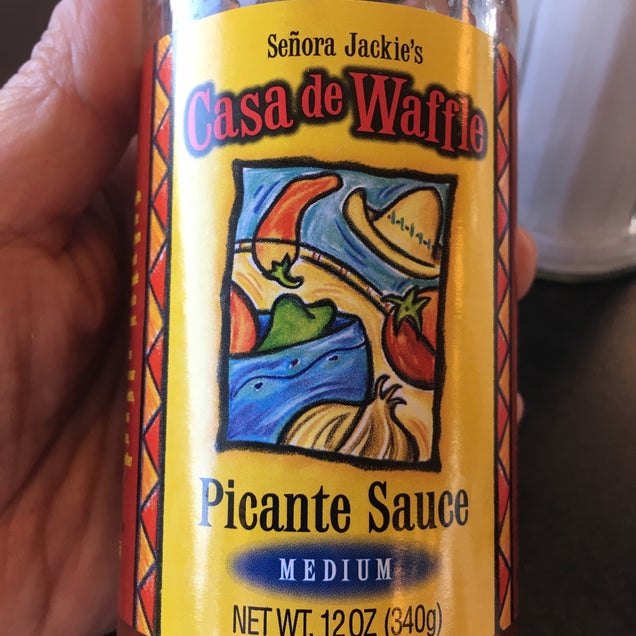 Señora Jackie's
Casa de Waffle
Picante Sauce
MEDIUM
NET WT. 12 OZ (340g)